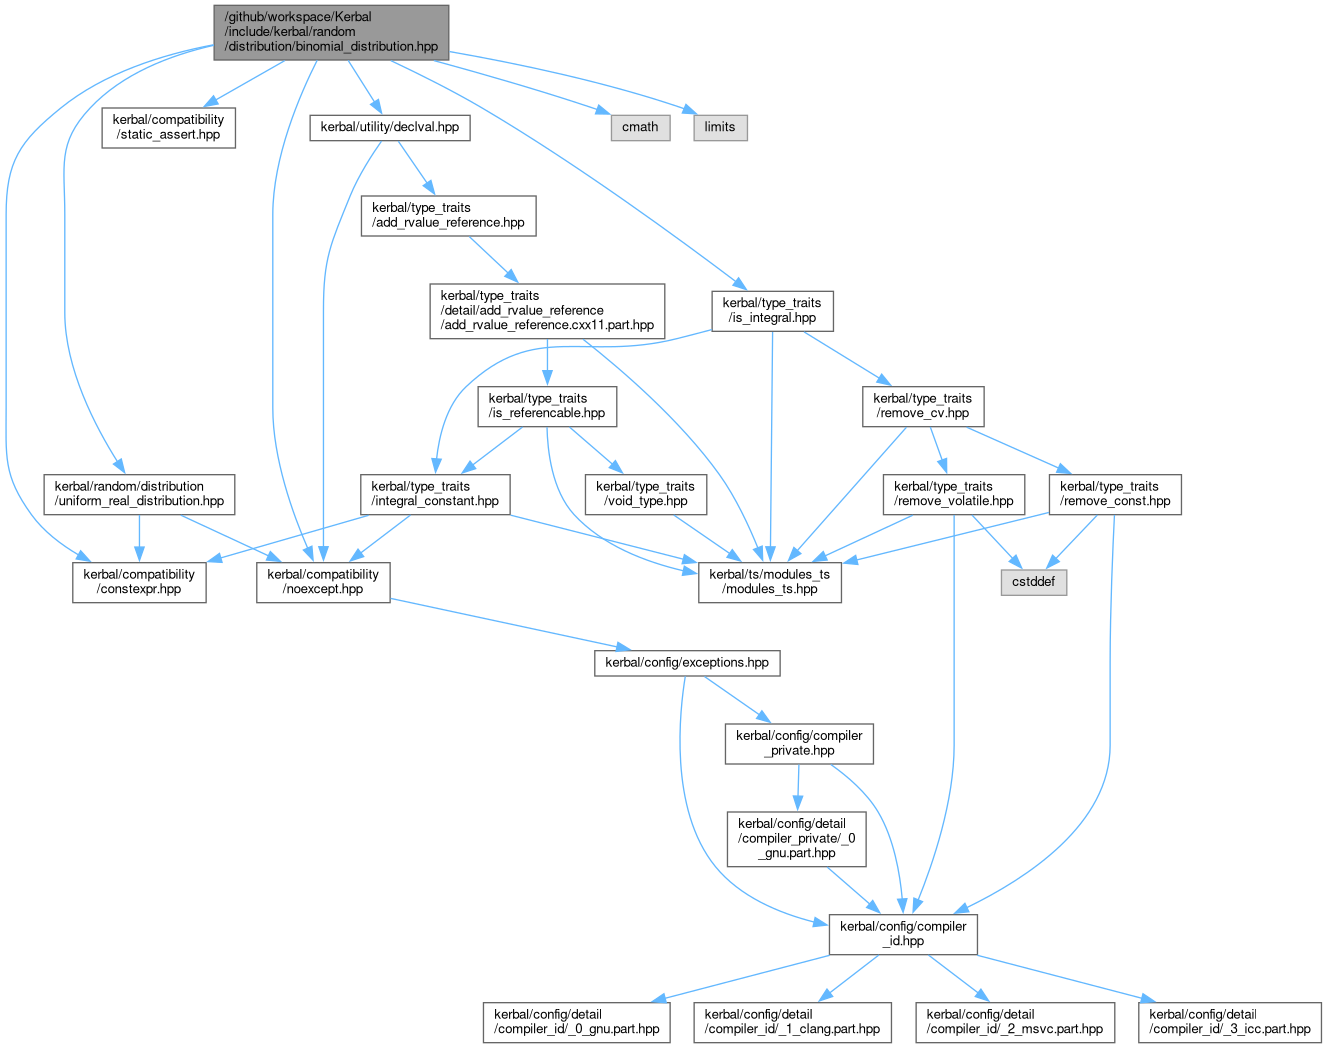 /github/workspace/Kerbal
/include/kerbal/random
/distribution/binomial_distribution.hpp
kerbal/compatibility
/static_assert.hpp
kerbal/utility/declval.hpp
cmath
limits
kerbal/type_traits
/add_rvalue_reference.hpp
kerbal/type_traits
/detail/add_rvalue_reference
/add_rvalue_reference.cxx11.part.hpp
kerbal/type_traits
/is_integral.hpp
kerbal/type_traits
/is_referencable.hpp
kerbal/type_traits
/remove_cv.hpp
kerbal/random/distribution
/uniform_real_distribution.hpp
kerbal/type_traits
/integral_constant.hpp
kerbal/type_traits
/void_type.hpp
kerbal/type_traits
/remove_volatile.hpp
kerbal/type_traits
/remove_const.hpp
kerbal/compatibility
/constexpr.hpp
kerbal/compatibility
/noexcept.hpp
kerbal/ts/modules_ts
/modules_ts.hpp
cstddef
kerbal/config/exceptions.hpp
kerbal/config/compiler
_private.hpp
kerbal/config/detail
/compiler_private/_0
_gnu.part.hpp
kerbal/config/compiler
_id.hpp
kerbal/config/detail
/compiler_id/_0_gnu.part.hpp
kerbal/config/detail
/compiler_id/_1_clang.part.hpp
kerbal/config/detail
/compiler_id/_2_msvc.part.hpp
kerbal/config/detail
/compiler_id/_3_icc.part.hpp